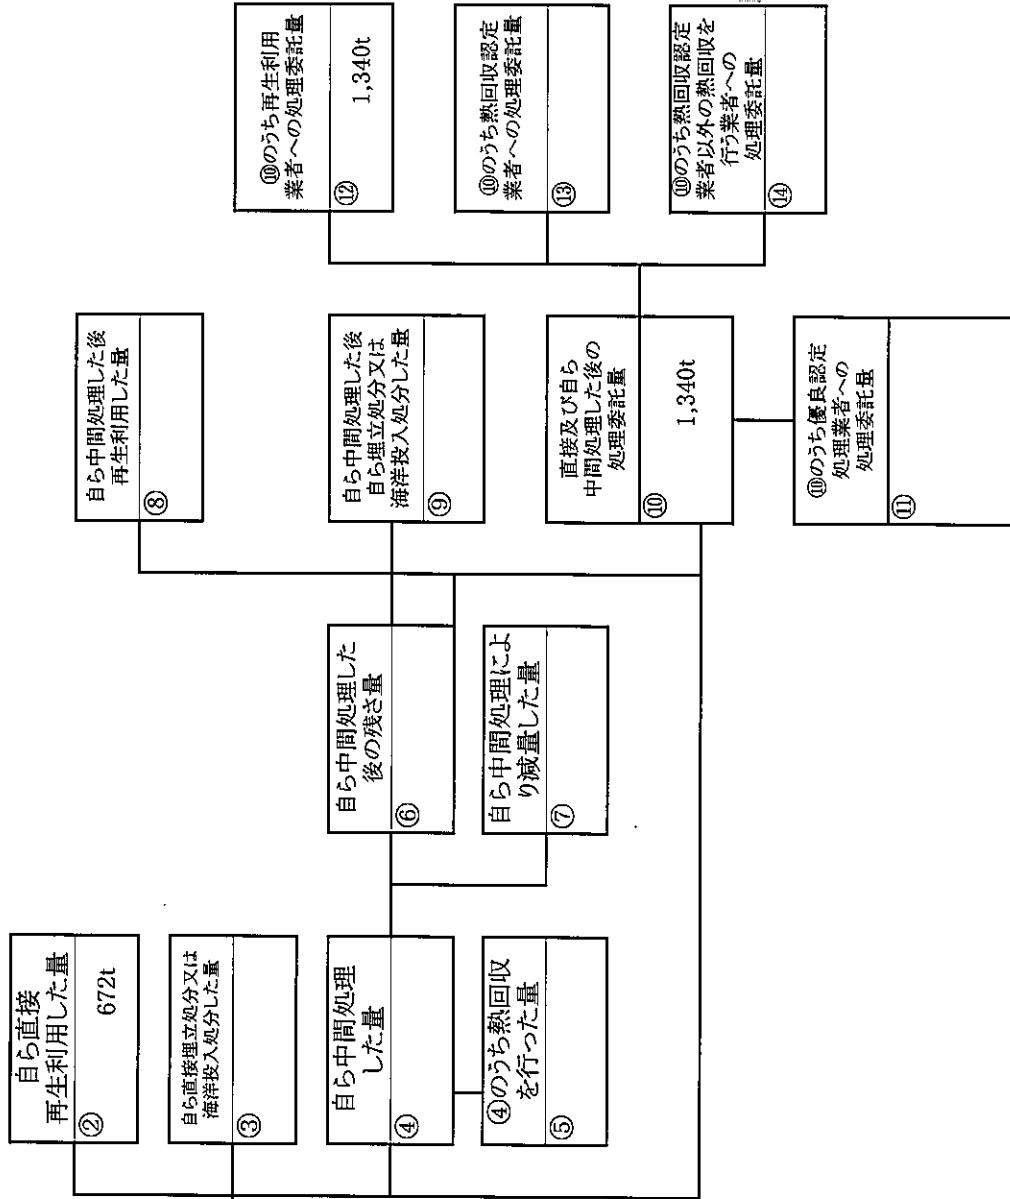 自ら直接
再生利用した量
②
672t
自ら直接埋立処分又は
海洋投入処分した量
③
自ら中間処理
した量
④
④のうち熱回収
を行った量
⑤
自ら中間処理した
後の残さ量
⑥
自ら中間処理によ
り減量した量
⑦
自ら中間処理した後
再生利用した量
⑧
自ら中間処理した後
自ら埋立処分又は
海洋投入処分した量
⑨
直接及び自ら
中間処理した後の
処理委託量
⑩
1,340t
⑩のうち優良認定
処理業者への
処理委託量
⑪
⑩のうち再生利用
業者への処理委託量
⑫
1,340t
⑩のうち熱回収認定
業者への処理委託量
⑬
⑩のうち熱回収認定
業者以外の熱回収を
行う業者への
処理委託量
⑭